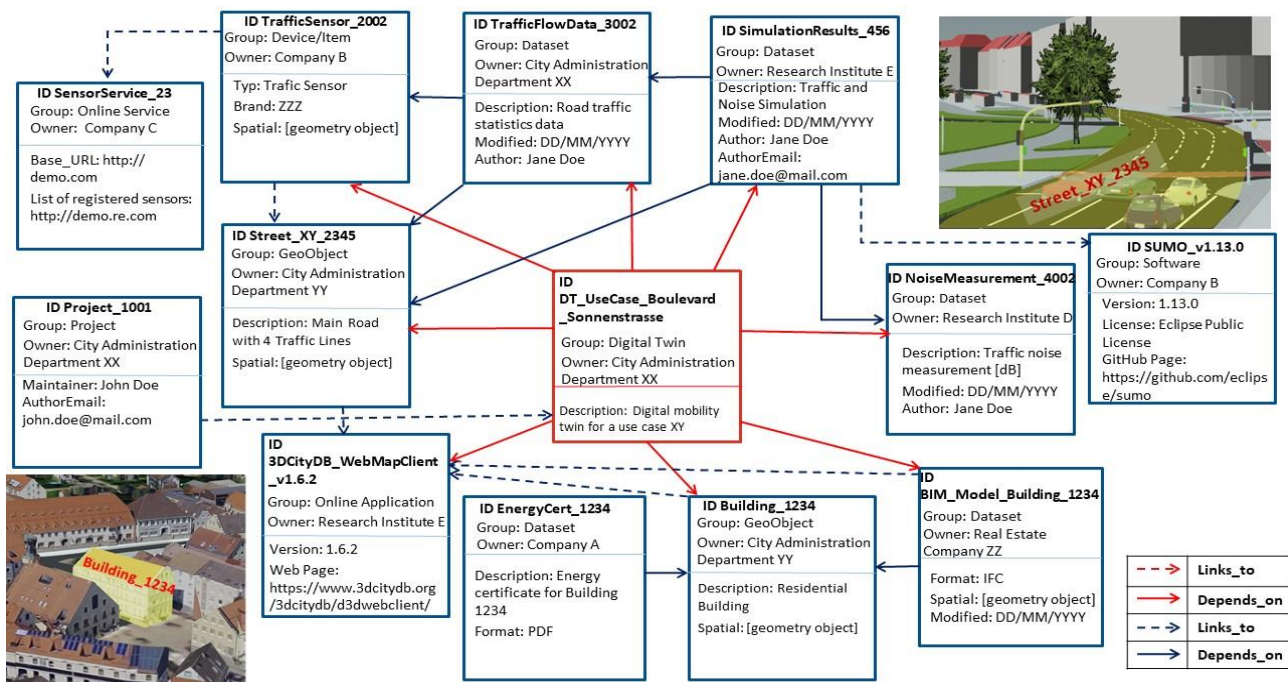 ID TrafficSensor_2002
Group: Device/Item
Owner: Company B
Typ: Trafic Sensor
Brand: ZZZ
Spatial: [geometry object]
ID TrafficFlowData_3002
Group: Dataset
Owner: City Administration
Department XX
Description: Road traffic
statistics data
Modified: DD/MM/YYYY
Author: Jane Doe
ID SimulationResults_456
Group: Dataset
Owner: Research Institute E
Description: Traffic and
Noise Simulation
Modified: DD/MM/YYYY
Author: Jane Doe
AuthorEmail:
jane.doe@mail.com
Street_XY_2345
ID SensorService_23
Group: Online Service
Owner: Company C
Base_URL: http://
demo.com
List of registered sensors:
http://demo.re.com
ID Street_XY_2345
Group: GeoObject
Owner: City Administration
Department YY
Description: Main Road
with 4 Traffic Lines
Spatial: [geometry object]
ID
DT_UseCase_Boulevard
_Sonnenstrasse
Group: Digital Twin
Owner: City Administration
Department XX
Description: Digital mobility
twin for a use case XY
ID NoiseMeasurement_4002
Group: Dataset
Owner: Research Institute D
Description: Traffic noise
measurement [dB]
Modified: DD/MM/YYYY
Author: Jane Doe
ID SUMO_v1.13.0
Group: Software
Owner: Company B
Version: 1.13.0
License: Eclipse Public
License
GitHub Page:
https://github.com/eclips
e/sumo
ID Project_1001
Group: Project
Owner: City Administration
Department XX
Maintainer: John Doe
AuthorEmail:
john.doe@mail.com
ID
3DCityDB_WebMapClient
_v1.6.2
Group: Online Application
Owner: Research Institute E
Version: 1.6.2
Web Page:
https://www.3dcitydb.org
/3dcitydb/d3dwebclient/
ID EnergyCert_1234
Group: Dataset
Owner: Company A
Description: Energy
certificate for Building
1234
Format: PDF
ID Building_1234
Group: GeoObject
Owner: City Administration
Department YY
Description: Residential
Building
Spatial: [geometry object]
ID
BIM_Model_Building_1234
Group: Dataset
Owner: Real Estate
Company ZZ
Format: IFC
Spatial: [geometry object]
Modified: DD/MM/YYYY
Building_1234
Links_to
Depends_on
Links_to
Depends_on